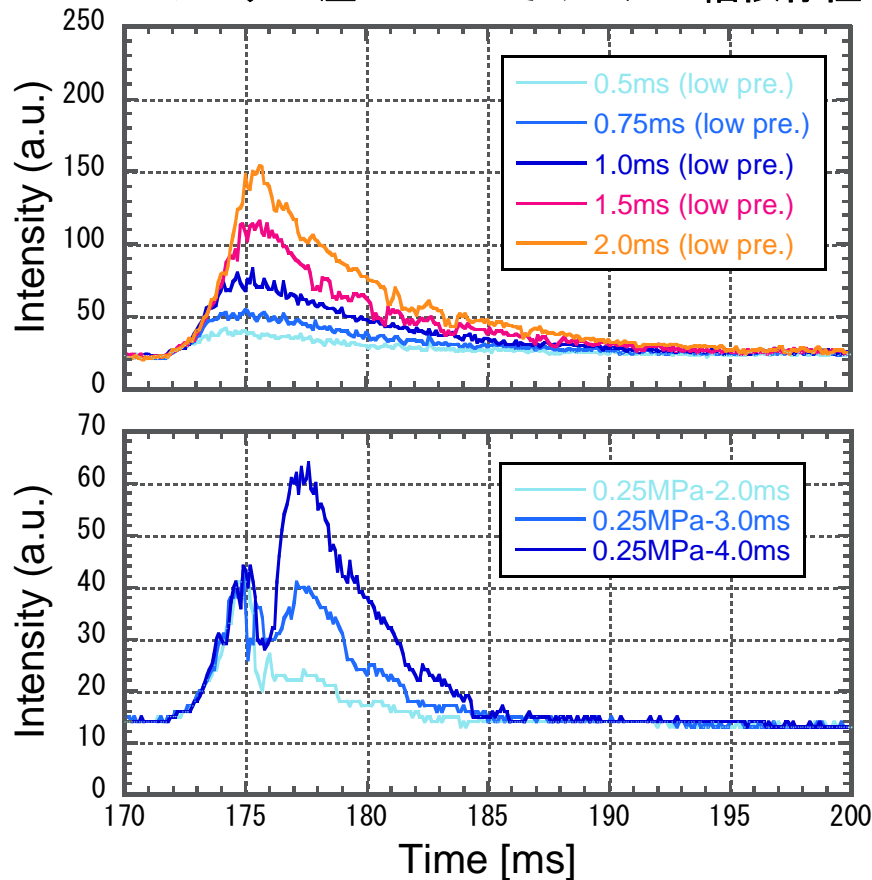 250
200
150
100
50
0
Intensity (a.u.)
0.5ms (low pre.)
0.75ms (low pre.)
1.0ms (low pre.)
1.5ms (low pre.)
2.0ms (low pre.)
70
60
50
40
30
20
10
0
Intensity (a.u.)
0.25MPa-2.0ms
0.25MPa-3.0ms
0.25MPa-4.0ms
170 175 180 185 190 195 200
Time [ms]